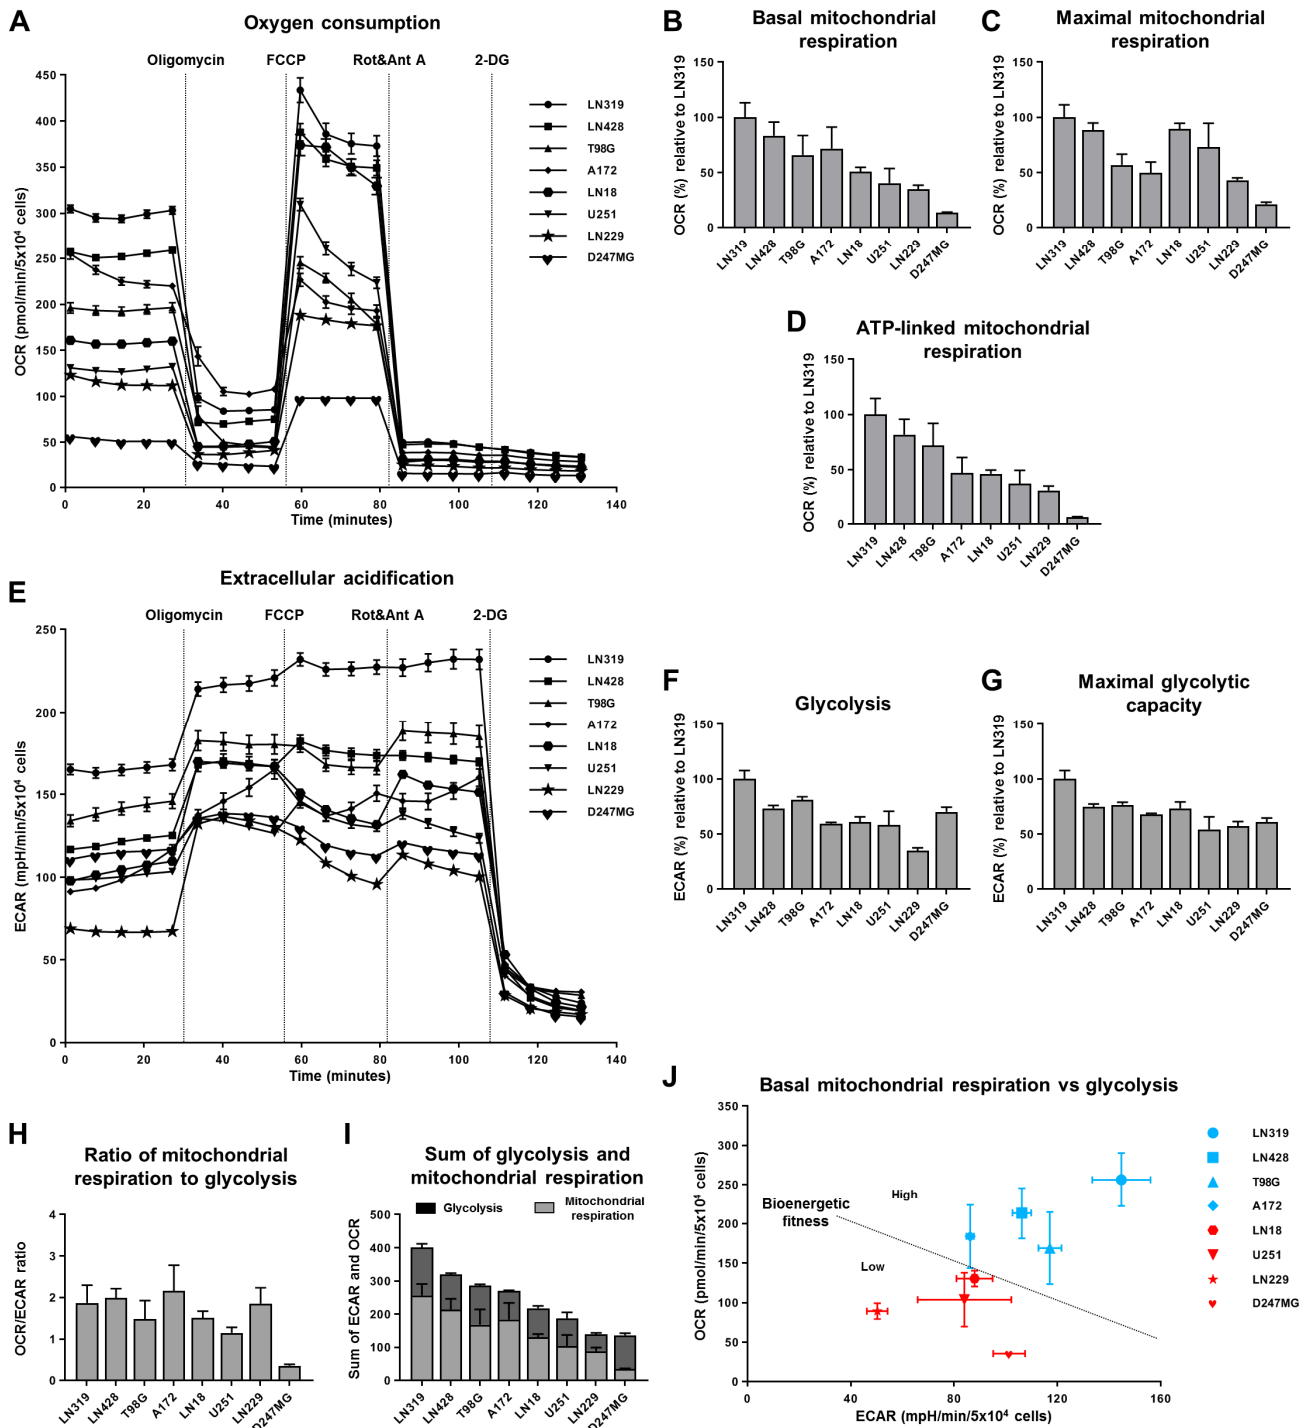 A
Oxygen consumption
Oligomycin FCCP Rot&Ant A 2-DG
OCR (pmol/min/5x10⁴ cells)
450
400
350
300
250
200
150
100
50
0
0 20 40 60 80 100 120 140
Time (minutes)
LN319
LN428
T98G
A172
LN18
U251
LN229
D247MG
B
Basal mitochondrial
respiration
OCR (%) relative to LN319
150
100
50
0
LN319 LN428 T98G A172 LN18 U251 LN229 D247MG
C
Maximal mitochondrial
respiration
OCR (%) relative to LN319
150
100
50
0
LN319 LN428 T98G A172 LN18 U251 LN229 D247MG
D
ATP-linked mitochondrial
respiration
OCR (%) relative to LN319
150
100
50
0
LN319 LN428 T98G A172 LN18 U251 LN229 D247MG
E
Extracellular acidification
Oligomycin FCCP Rot&Ant A 2-DG
ECAR (mpH/min/5x10⁴ cells)
250
200
150
100
50
0
0 20 40 60 80 100 120 140
Time (minutes)
LN319
LN428
T98G
A172
LN18
U251
LN229
D247MG
F
Glycolysis
ECAR (%) relative to LN319
150
100
50
0
LN319 LN428 T98G A172 LN18 U251 LN229 D247MG
G
Maximal glycolytic
capacity
ECAR (%) relative to LN319
150
100
50
0
LN319 LN428 T98G A172 LN18 U251 LN229 D247MG
H
Ratio of mitochondrial
respiration to glycolysis
OCR/ECAR ratio
4
3
2
1
0
LN319 LN428 T98G A172 LN18 U251 LN229 D247MG
I
Sum of glycolysis and
mitochondrial respiration
Glycolysis
Mitochondrial
respiration
Sum of ECAR and OCR
500
400
300
200
100
0
LN319 LN428 T98G A172 LN18 U251 LN229 D247MG
J
Basal mitochondrial respiration vs glycolysis
OCR (pmol/min/5x10⁴ cells)
350
300
250
200
150
100
50
0
Bioenergetic
fitness
High
Low
0 40 80 120 160
ECAR (mpH/min/5x10⁴ cells)
LN319
LN428
T98G
A172
LN18
U251
LN229
D247MG